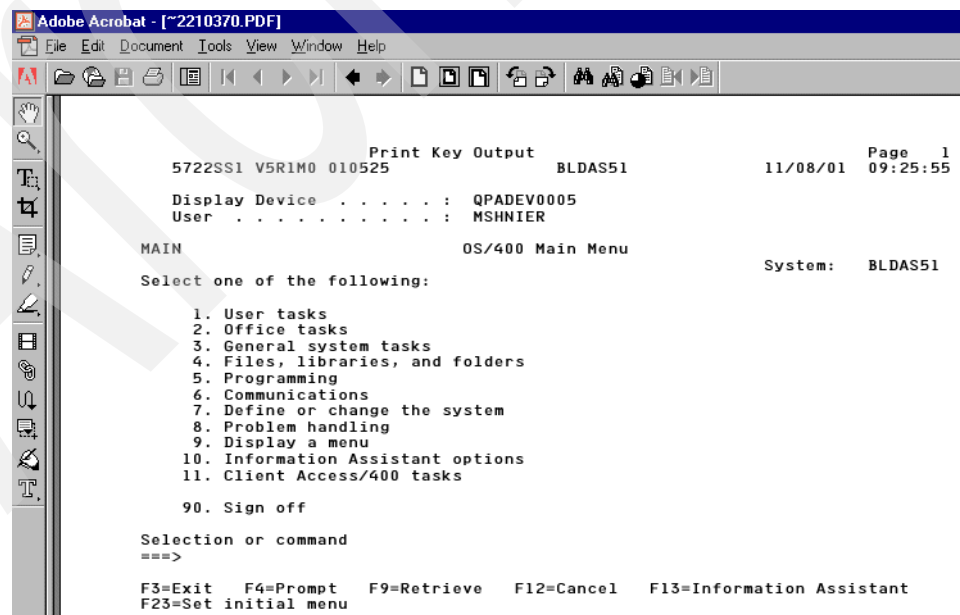 Adobe Acrobat - [~2210370.PDF]
File Edit Document Tools View Window Help
Print Key Output Page 1
5722SS1 V5R1M0 010525 BLDAS51 11/08/01 09:25:55
Display Device . . . . . : QPADEV0005
User . . . . . . . . . . : MSHNIER
MAIN OS/400 Main Menu
System: BLDAS51
Select one of the following:
1. User tasks
2. Office tasks
3. General system tasks
4. Files, libraries, and folders
5. Programming
6. Communications
7. Define or change the system
8. Problem handling
9. Display a menu
10. Information Assistant options
11. Client Access/400 tasks
90. Sign off
Selection or command
===>
F3=Exit F4=Prompt F9=Retrieve F12=Cancel F13=Information Assistant
F23=Set initial menu